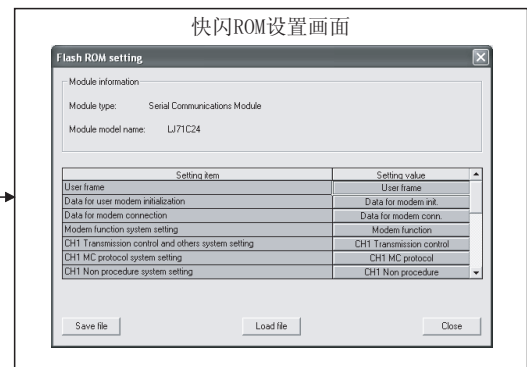 快闪ROM设置画面
Flash ROM setting
Module information
Module type: Serial Communications Module
Module model name: LJ71C24
Setting item Setting value
User frame User frame
Data for user modem initialization Data for modem init.
Data for modem connection Data for modem conn.
Modem function system setting Modem function
CH1 Transmission control and others system setting CH1 Transmission control
CH1 MC protocol system setting CH1 MC protocol
CH1 Non procedure system setting CH1 Non procedure
Save file Load file Close